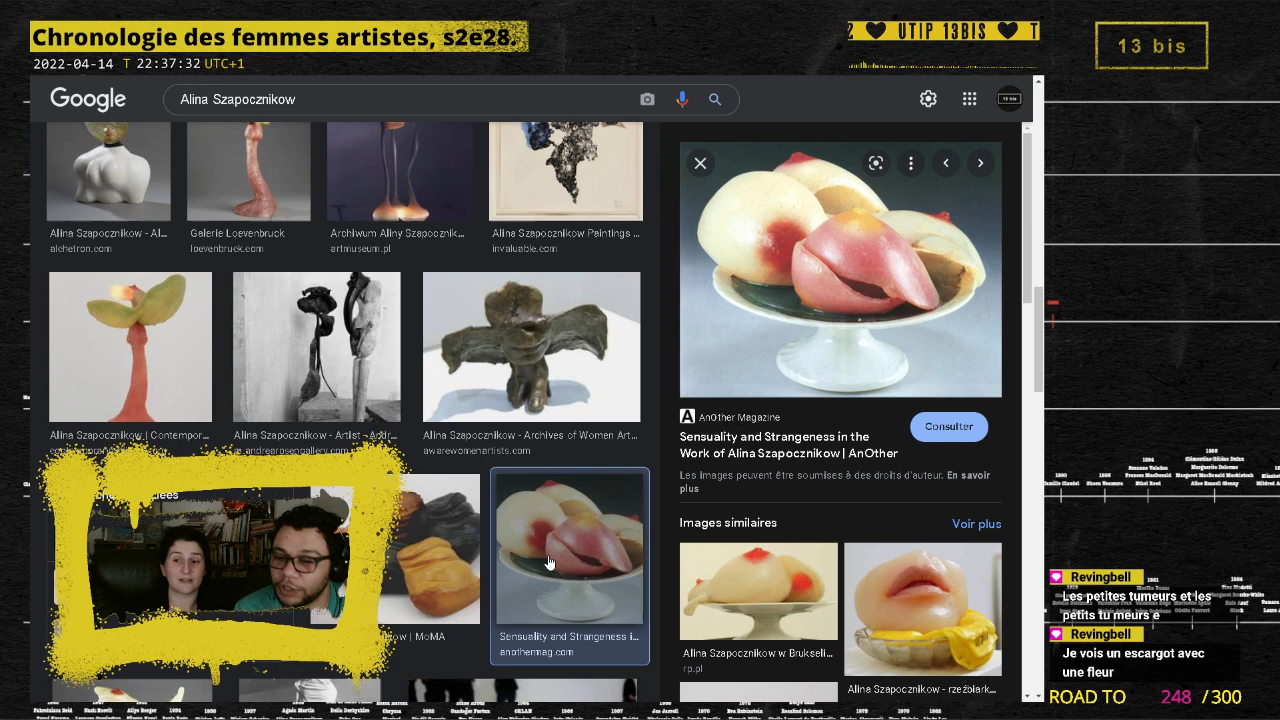 Chronologie des femmes artistes, s2e28.
UTIP 13BIS
T
13 bis
2022-04-14 T 22:37:32 UTC+1
Google
Alina Szapocznikow
13 bis
Alina Szapocznikow - Al...
alchetron.com
Galerie Loevenbruck
loevenbruck.com
Archiwum Aliny Szapocznik...
artmuseum.pl
Alina Szapocznikow Paintings ...
invaluable.com
AnOther Magazine
Consulter
Sensuality and Strangeness in the
Work of Alina Szapocznikow | AnOther
Les images peuvent être soumises à des droits d'auteur. En savoir
plus
Alina Szapocznikow | Contempor...
Alina Szapocznikow - Artist - Andr...
andrearosengallery.com
Alina Szapocznikow - Archives of Women Art...
awarewomenartists.com
Images similaires
Voir plus
| MoMA
Sensuality and Strangeness i...
anothermag.com
Alina Szapocznikow w Brukseli...
rp.pl
Alina Szapocznikow - rzeźbiark...
Revingbell
Les petites tumeurs et les
petits tumeurs e
Revingbell
Je vois un escargot avec
une fleur
ROAD TO 248 / 300